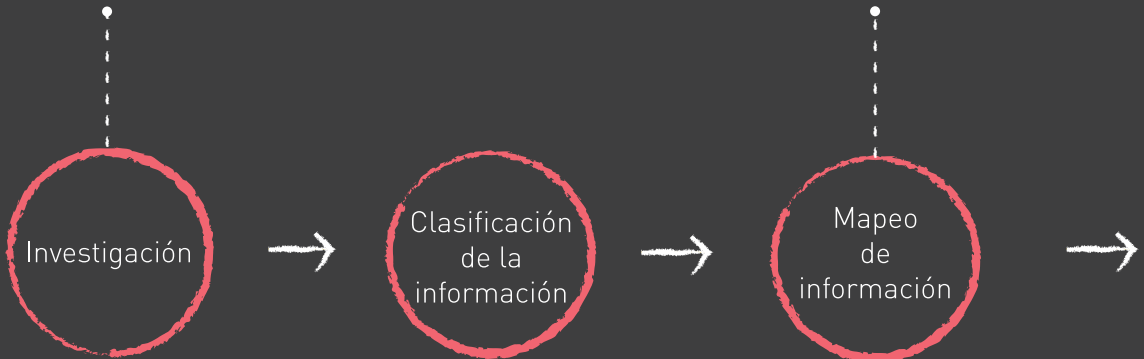 Investigación
Clasificación
de la
información
Mapeo
de
información